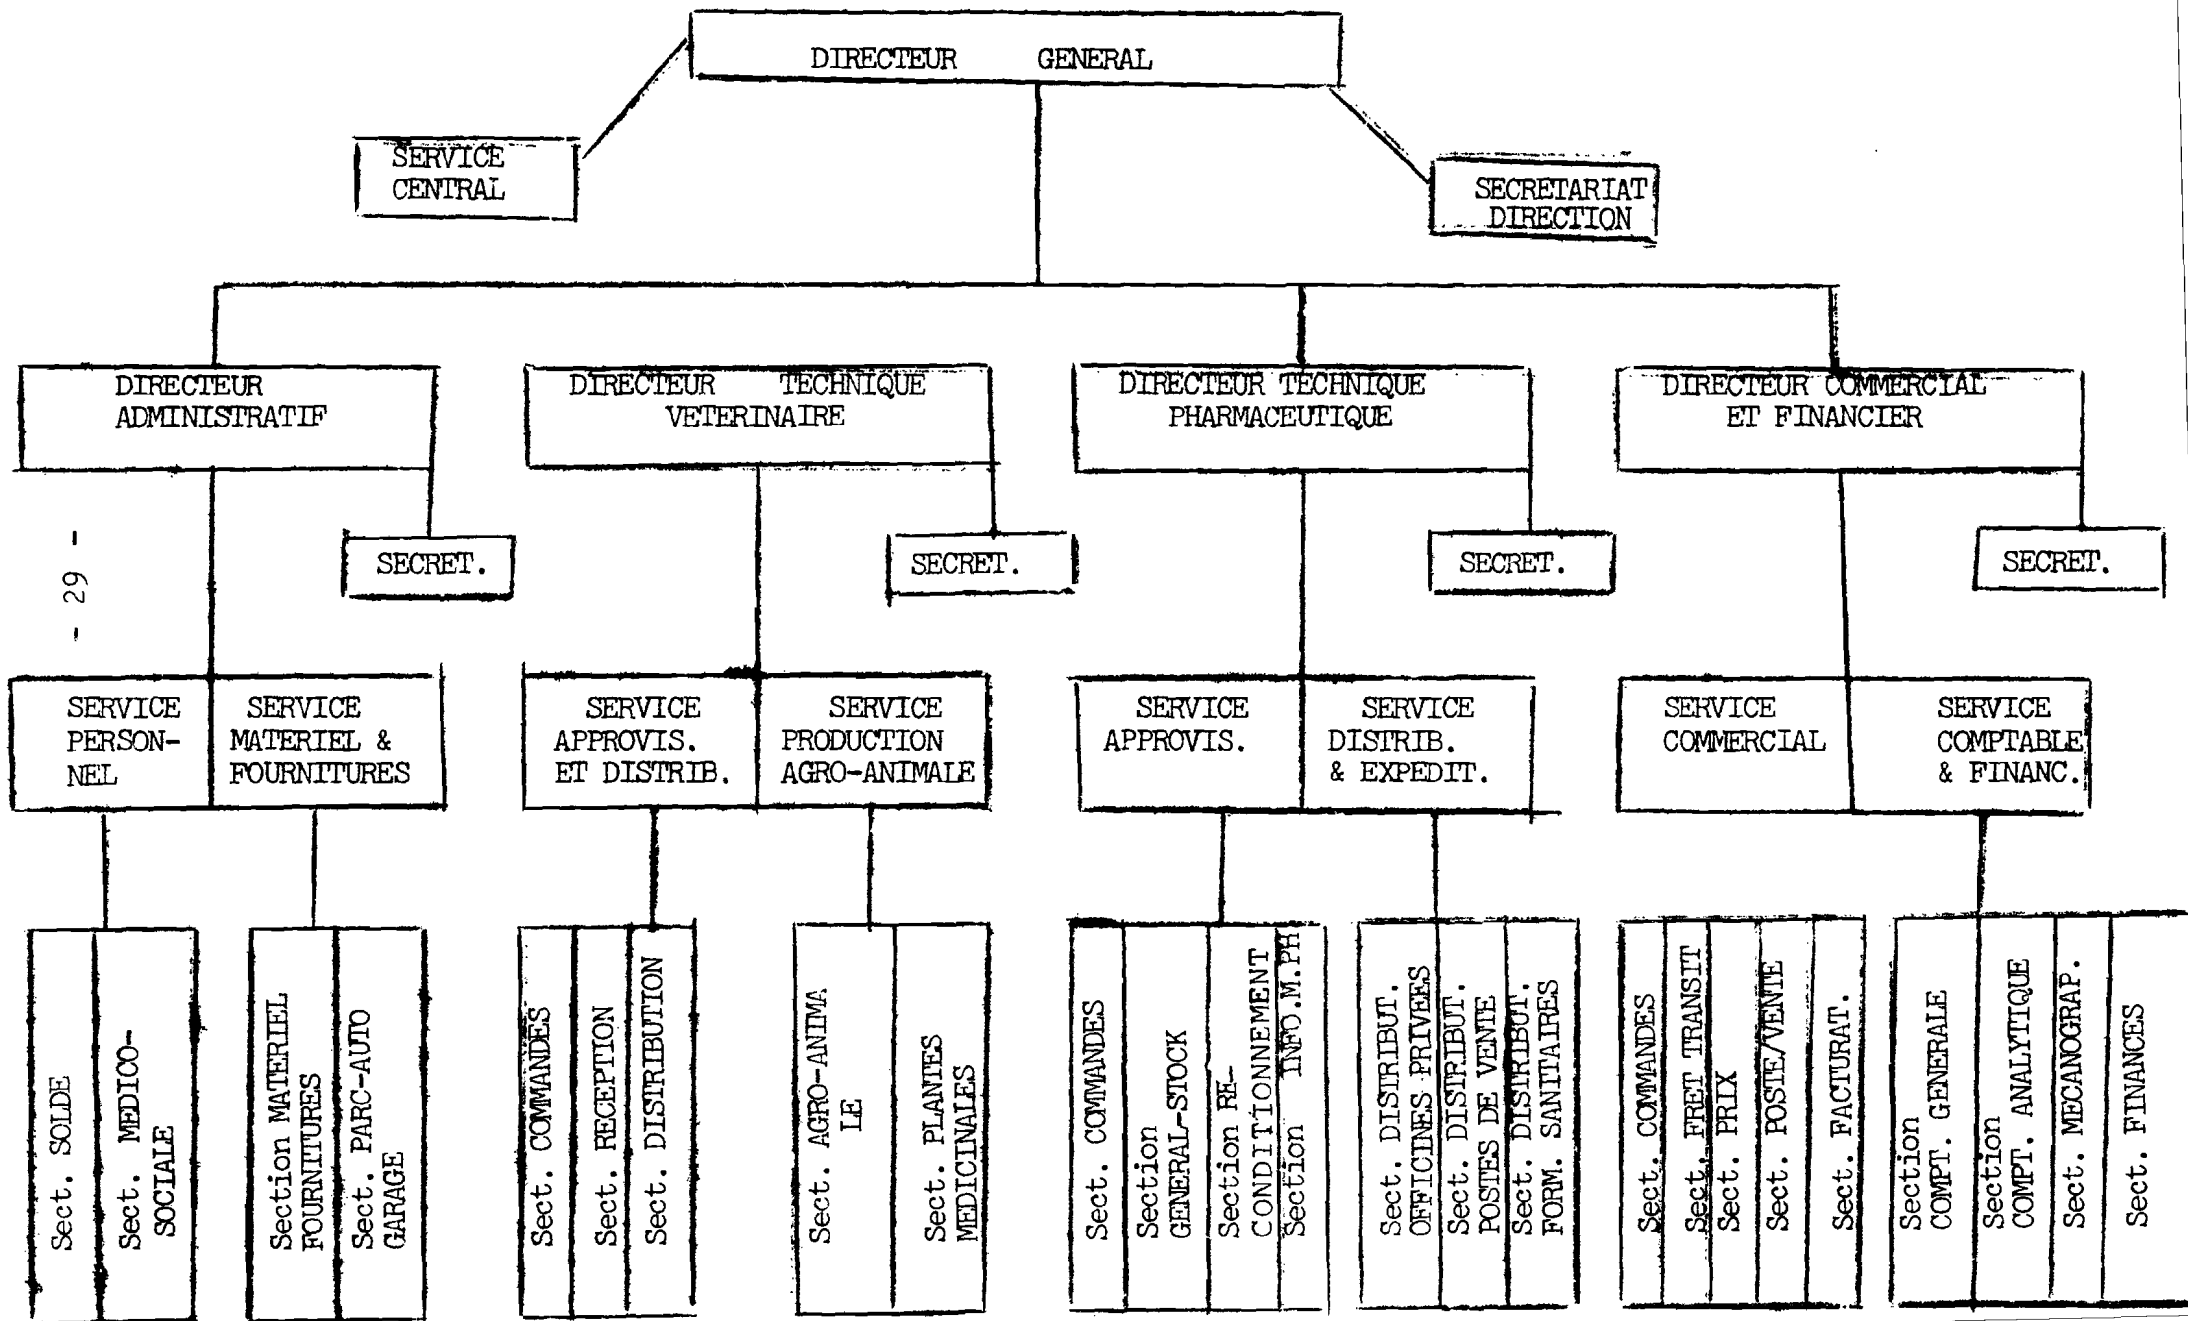 DIRECTEUR GENERAL
SERVICE
CENTRAL
SECRETARIAT
DIRECTION
DIRECTEUR
ADMINISTRATIF
DIRECTEUR TECHNIQUE
VETERINAIRE
DIRECTEUR TECHNIQUE
PHARMACEUTIQUE
DIRECTEUR COMMERCIAL
ET FINANCIER
SECRET.
SECRET.
SECRET.
SECRET.
- 29 -
SERVICE
PERSON-
NEL
SERVICE
MATERIEL &
FOURNITURES
SERVICE
APPROVIS.
ET DISTRIB.
SERVICE
PRODUCTION
AGRO-ANIMALE
SERVICE
APPROVIS.
SERVICE
DISTRIB.
& EXPEDIT.
SERVICE
COMMERCIAL
SERVICE
COMPTABLE
& FINANC.
Sect. SOLDE
Sect. MEDICO-
SOCIALE
Section MATERIEL
FOURNITURES
Sect. PARC-AUTO
GARAGE
Sect. COMMANDES
Sect. RECEPTION
Sect. DISTRIBUTION
Sect. AGRO-ANIMA
LE
Sect. PLANTES
MEDICINALES
Sect. COMMANDES
Section
GENERAL-STOCK
Section RE-
CONDITIONNEMENT
Section INFO.M.PH
Sect. DISTRIBUT.
OFFICINES PRIVEES
Sect. DISTRIBUT.
POSTES DE VENTE
Sect. DISTRIBUT.
FORM. SANITAIRES
Sect. COMMANDES
Sect. FRET TRANSIT
Sect. PRIX
Sect. POSTE/VENTE
Sect. FACTURAT.
Section
COMPT. GENERALE
Section
COMPT. ANALYTIQUE
Sect. MECANOGRAP.
Sect. FINANCES